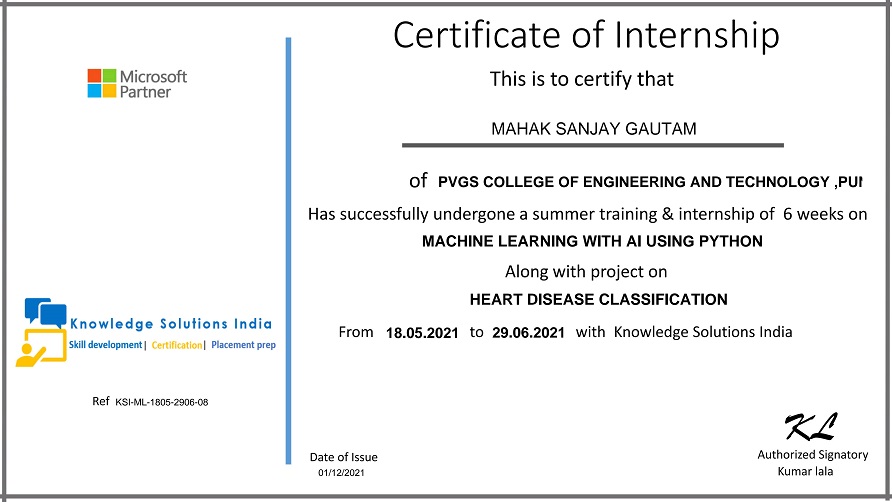 Certificate of Internship
Microsoft
Partner
This is to certify that
MAHAK SANJAY GAUTAM
of PVGS COLLEGE OF ENGINEERING AND TECHNOLOGY ,PUN
Has successfully undergone a summer training & internship of 6 weeks on
MACHINE LEARNING WITH AI USING PYTHON
Along with project on
HEART DISEASE CLASSIFICATION
From 18.05.2021 to 29.06.2021 with Knowledge Solutions India
Knowledge Solutions India
Skill development| Certification| Placement prep
Ref KSI-ML-1805-2906-08
KL
Date of Issue
01/12/2021
Authorized Signatory
Kumar lala